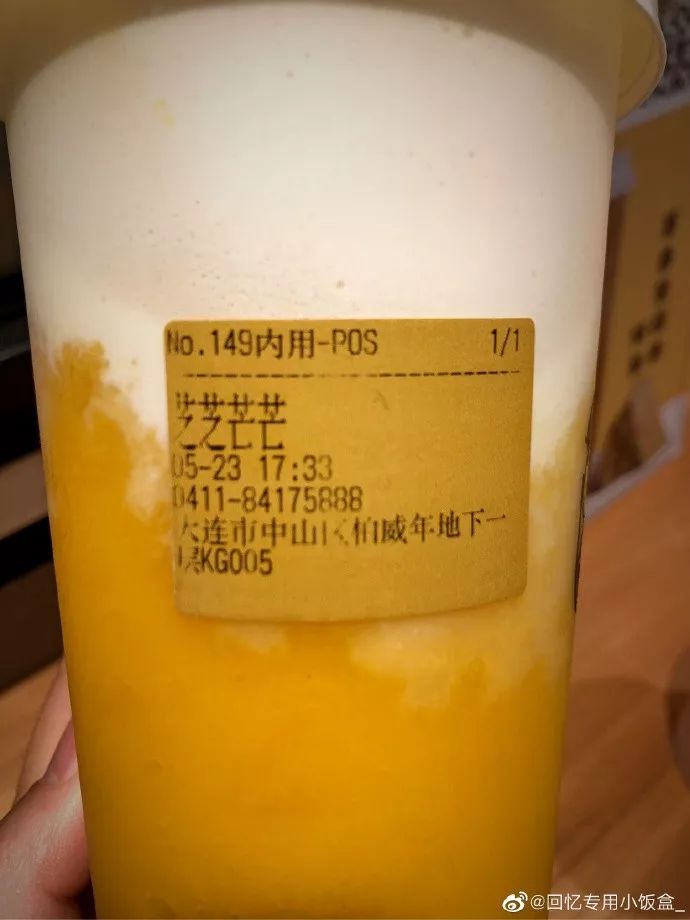 No.149内用-POS 1/1
芝芝芒芒
05-23 17:33
0411-84175888
大连市中山区柏威年地下一
层KG005
@回忆专用小饭盒_